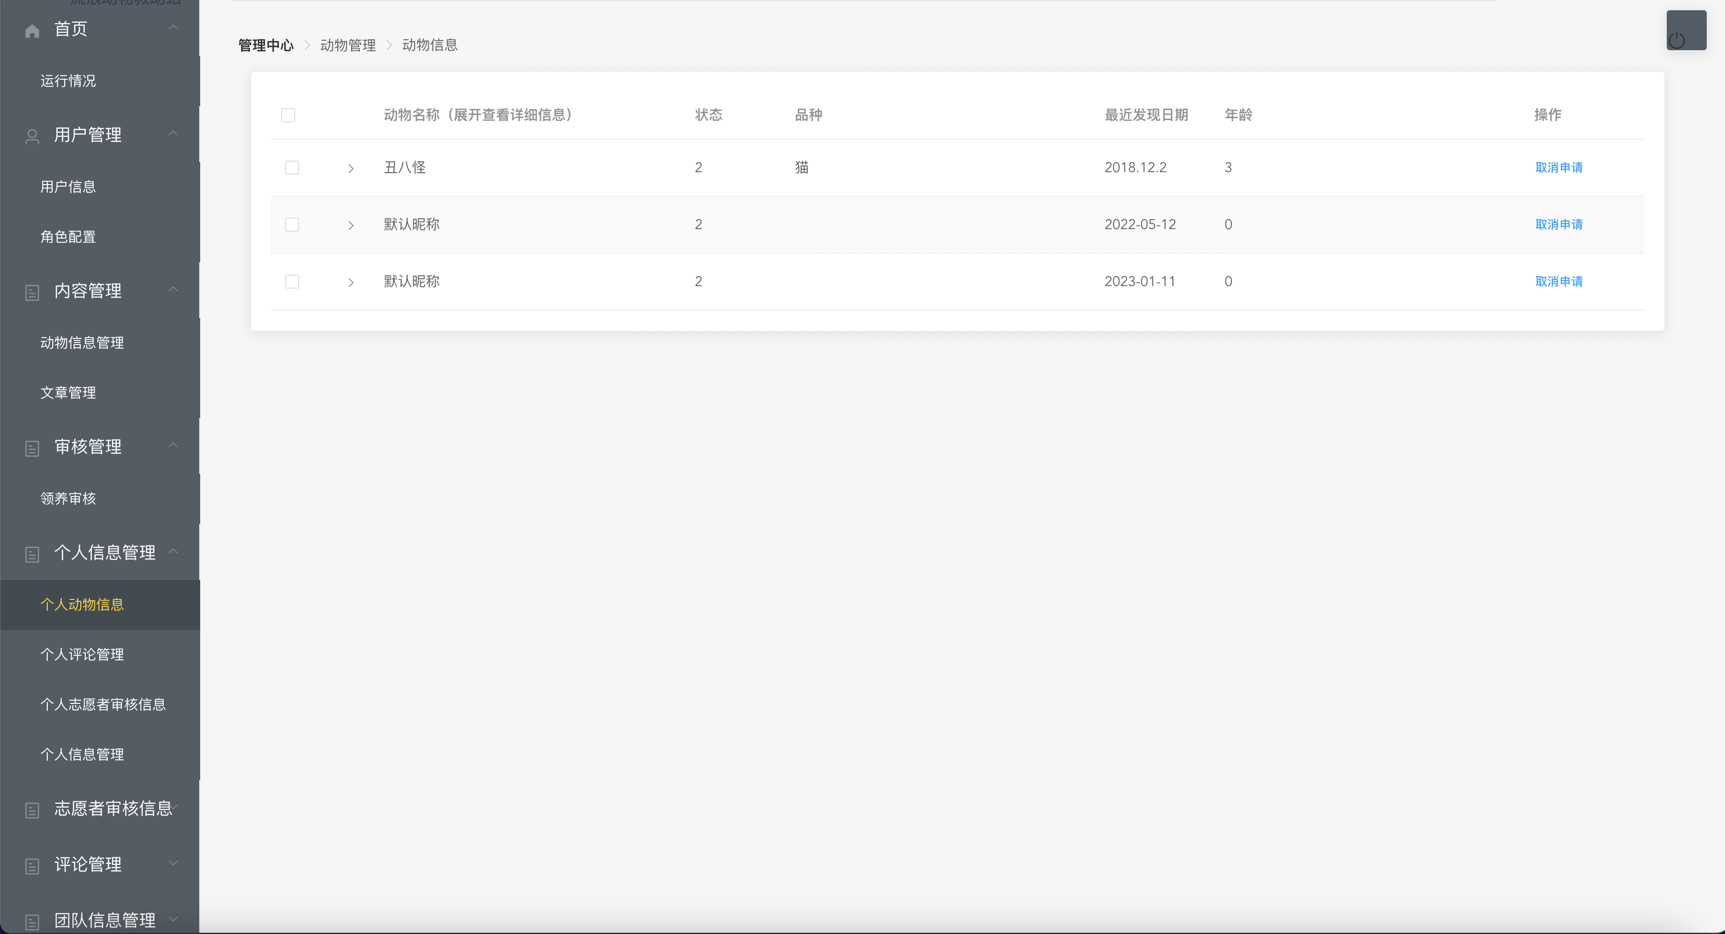 首页
运行情况
用户管理
用户信息
角色配置
内容管理
动物信息管理
文章管理
审核管理
领养审核
个人信息管理
个人动物信息
个人评论管理
个人志愿者审核信息
个人信息管理
志愿者审核信息
评论管理
团队信息管理
管理中心 动物管理 动物信息
动物名称（展开查看详细信息） 状态 品种 最近发现日期 年龄 操作
丑八怪 2 猫 2018.12.2 3 取消申请
默认昵称 2 2022-05-12 0 取消申请
默认昵称 2 2023-01-11 0 取消申请